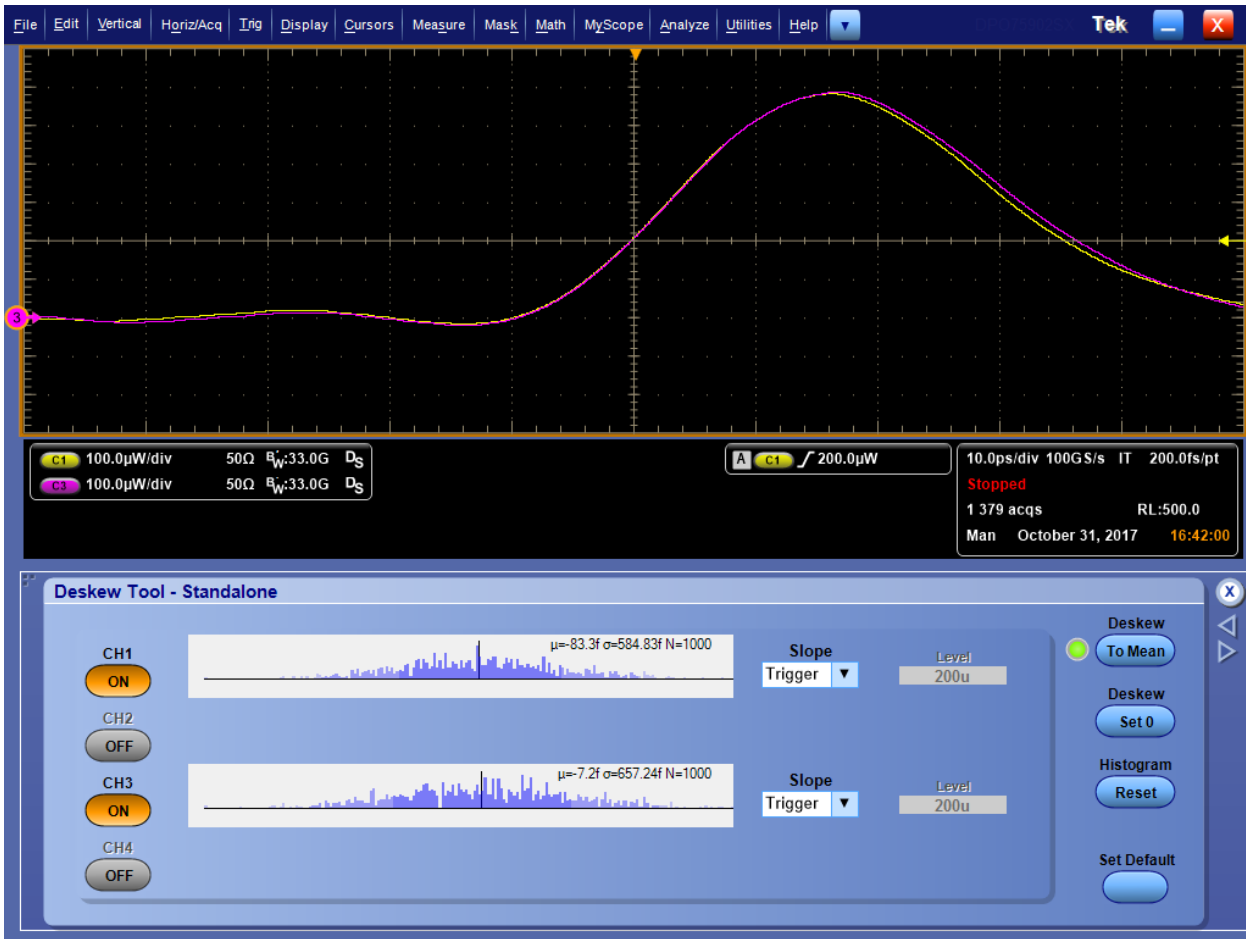 File Edit Vertical Horiz/Acq Trig Display Cursors Measure Mask Math MyScope Analyze Utilities Help Tek X
3
C1 100.0µW/div 50Ω BW:33.0G DS
C3 100.0µW/div 50Ω BW:33.0G DS
A C1 200.0µW
10.0ps/div 100GS/s IT 200.0fs/pt
Stopped
1 379 acqs RL:500.0
Man October 31, 2017 16:42:00
Deskew Tool - Standalone
X
CH1
ON
µ=-83.3f σ=584.83f N=1000
Slope
Trigger
Level
200u
Deskew
To Mean
CH2
OFF
Deskew
Set 0
CH3
ON
µ=-7.2f σ=657.24f N=1000
Slope
Trigger
Level
200u
Histogram
Reset
CH4
OFF
Set Default